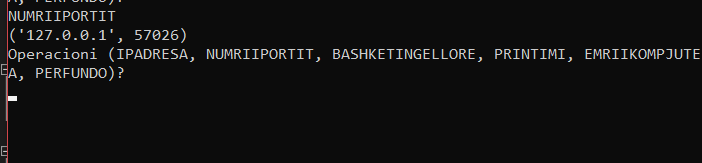 A, PERFUNDO)?
NUMRIIPORTIT
('127.0.0.1', 57026)
Operacioni (IPADRESA, NUMRIIPORTIT, BASHKETINGELLORE, PRINTIMI, EMRIIKOMPJUTE
A, PERFUNDO)?